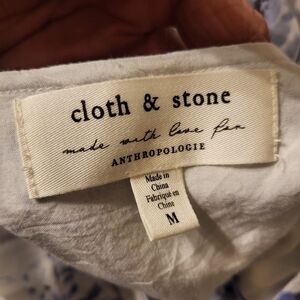 cloth & stone
made with love for
ANTHROPOLOGIE
Made in
China
Fabriqué en
Chine
M